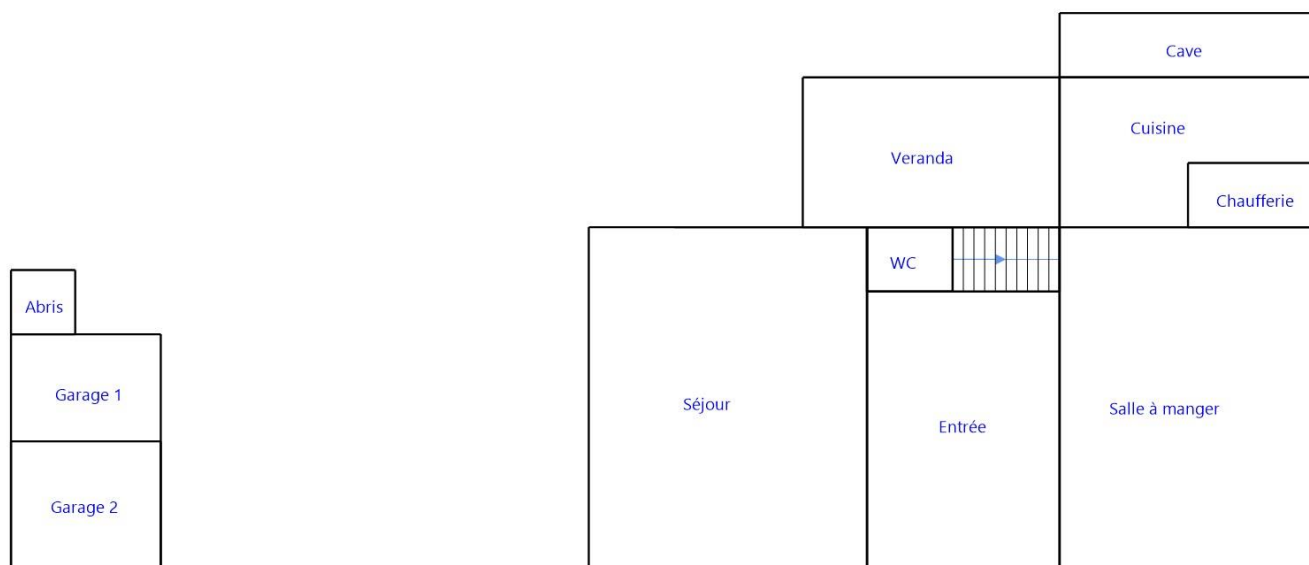 Cave
Cuisine
Veranda
Chaufferie
WC
Abris
Garage 1
Séjour
Salle à manger
Entrée
Garage 2